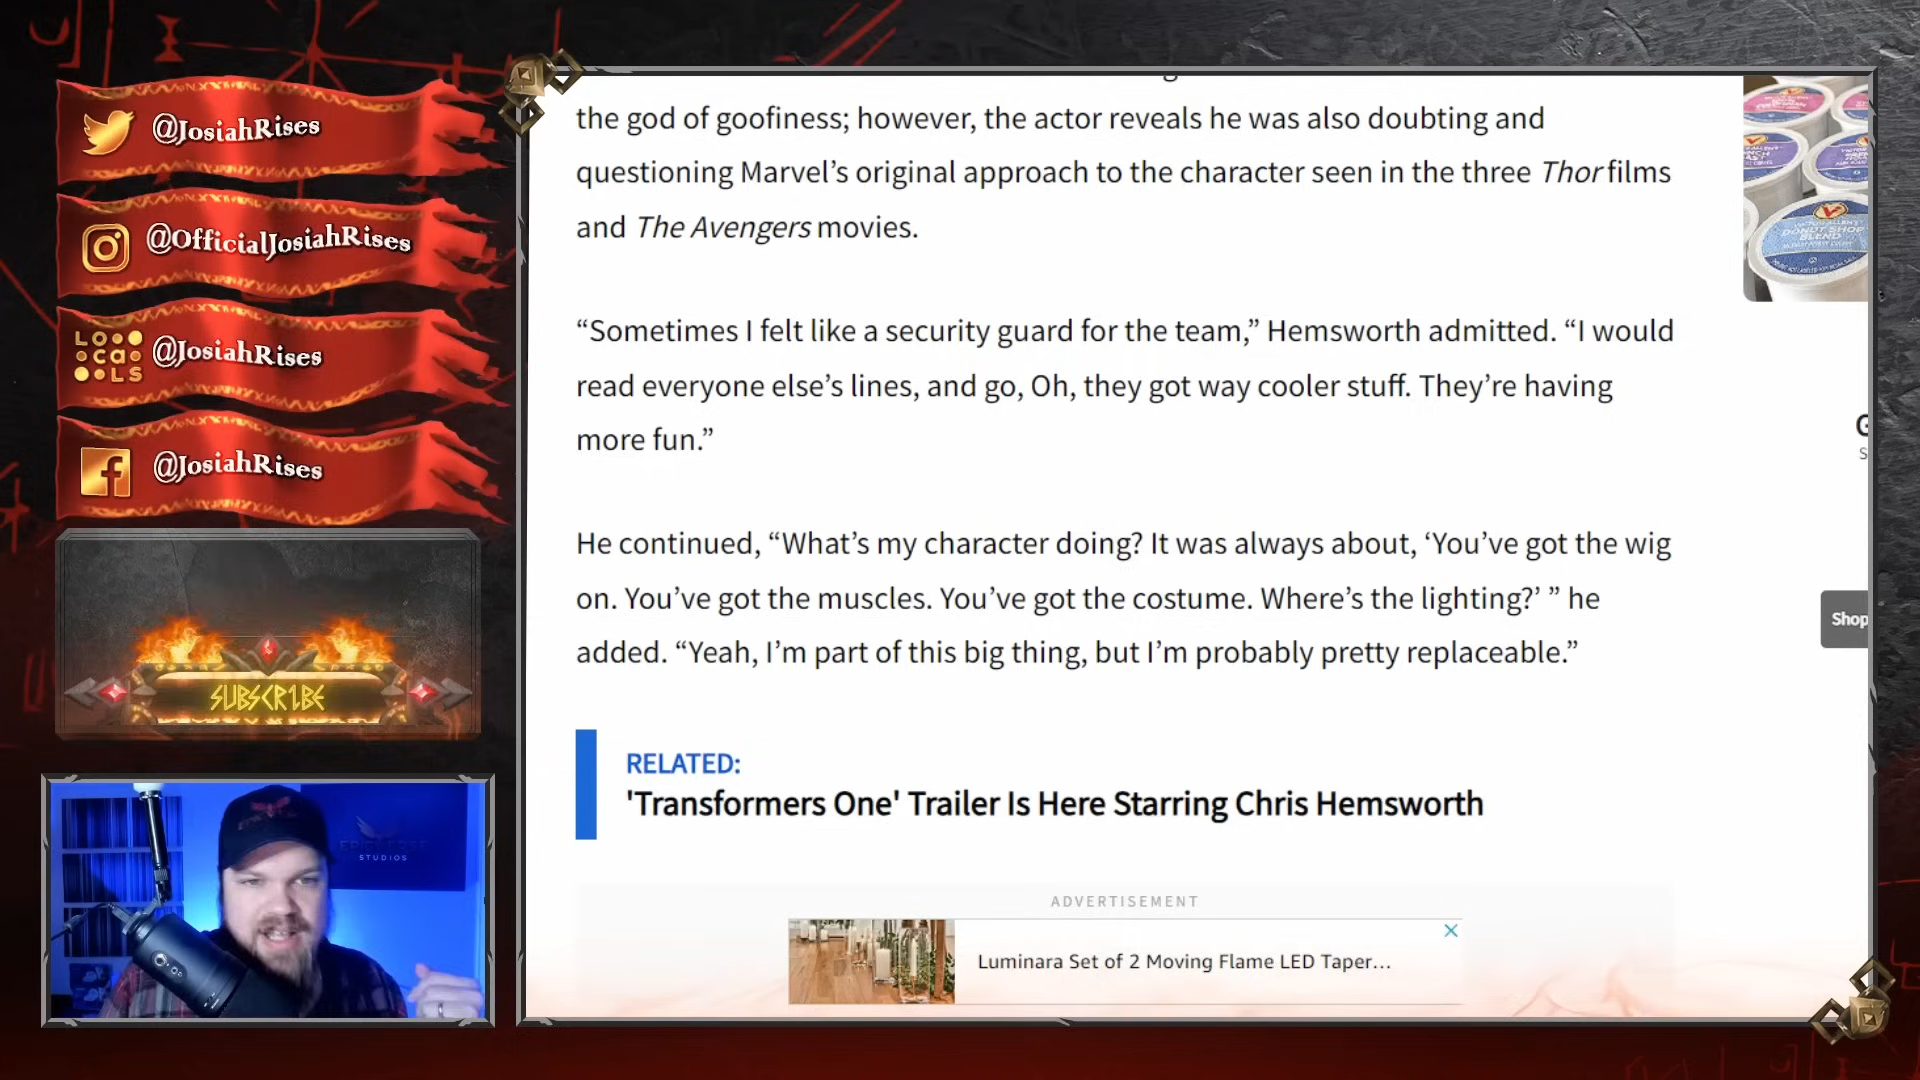 @JosiahRises
@OfficialJosiahRises
LOCALS
@JosiahRises
@JosiahRises
SUBSCR1BE
STUDIOS
the god of goofiness; however, the actor reveals he was also doubting and
questioning Marvel’s original approach to the character seen in the three Thor films
and The Avengers movies.
“Sometimes I felt like a security guard for the team,” Hemsworth admitted. “I would
read everyone else’s lines, and go, Oh, they got way cooler stuff. They’re having
more fun.”
He continued, “What’s my character doing? It was always about, ‘You’ve got the wig
on. You’ve got the muscles. You’ve got the costume. Where’s the lighting?’ ” he
added. “Yeah, I’m part of this big thing, but I’m probably pretty replaceable.”
RELATED:
'Transformers One' Trailer Is Here Starring Chris Hemsworth
ADVERTISEMENT
Luminara Set of 2 Moving Flame LED Taper...
DONUT SHOP
BLEND
Shop